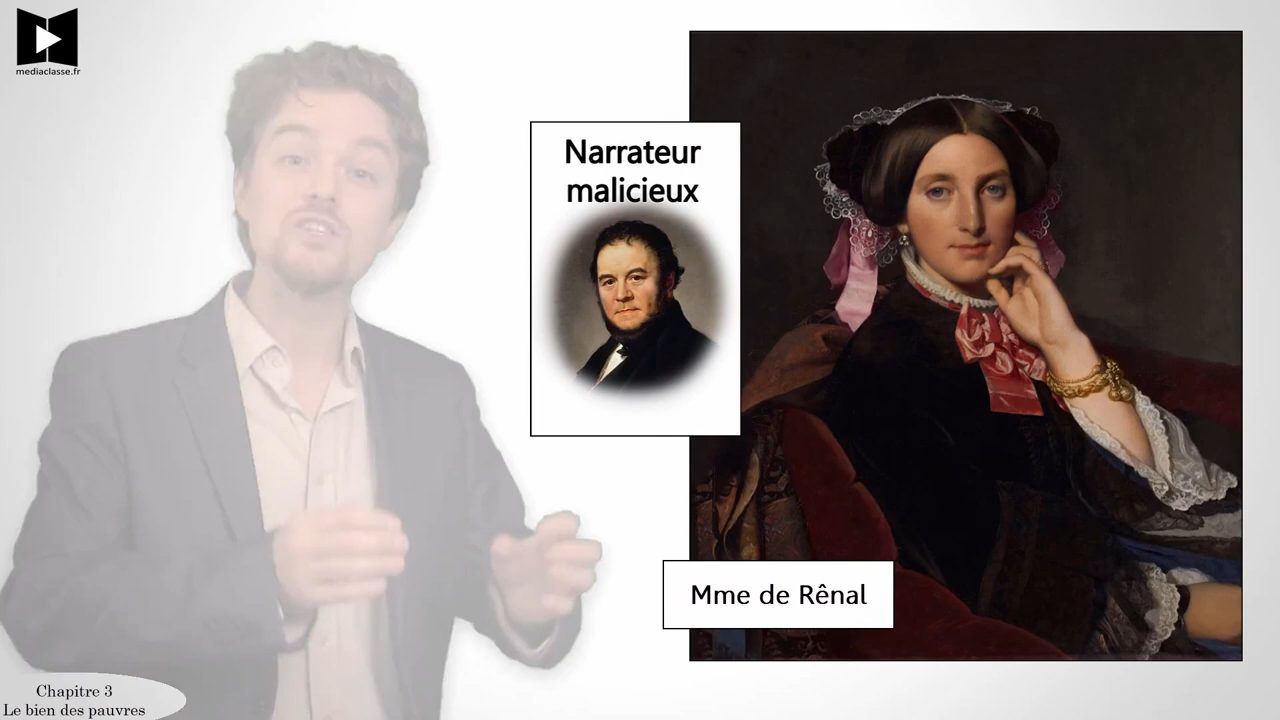 mediaclasse.fr
Narrateur
malicieux
Mme de Rênal
Chapitre 3
Le bien des pauvres